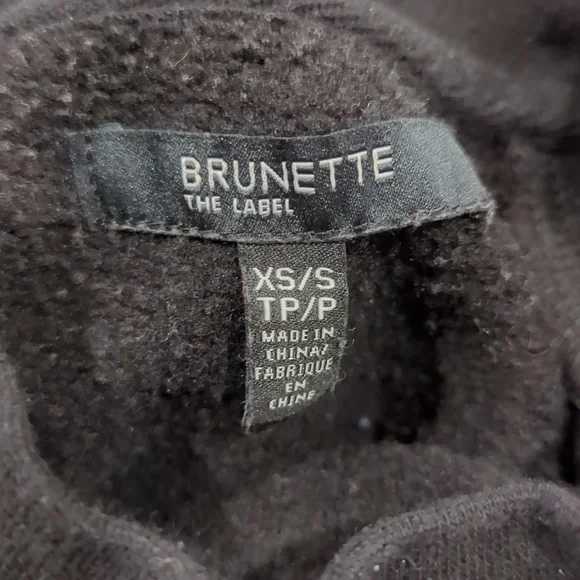 BRUNETTE
THE LABEL
XS/S
TP/P
MADE IN
CHINA/
FABRIQUE
EN
CHINE